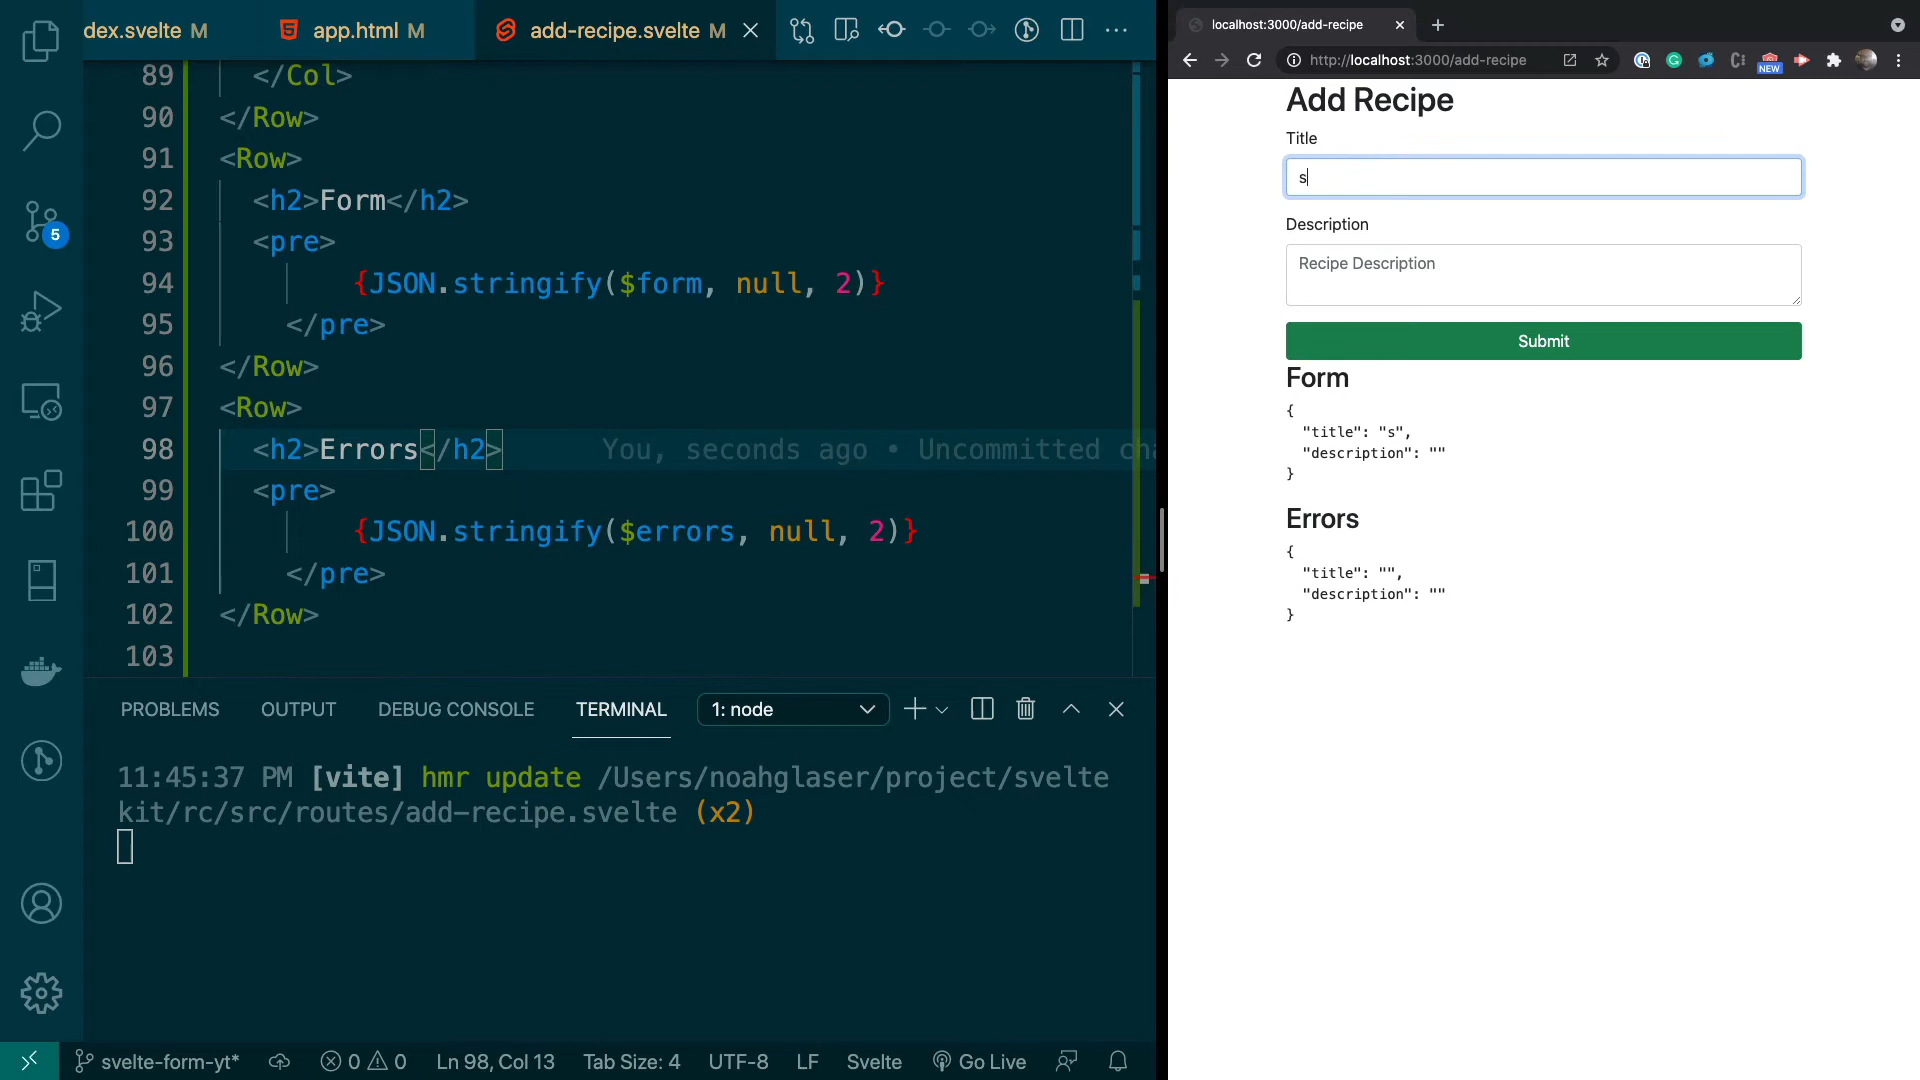 dex.svelte M
app.html M
add-recipe.svelte M
89 </Col>
90 </Row>
91 <Row>
92 <h2>Form</h2>
93 <pre>
94 {JSON.stringify($form, null, 2)}
95 </pre>
96 </Row>
97 <Row>
98 <h2>Errors</h2> You, seconds ago • Uncommitted cha
99 <pre>
100 {JSON.stringify($errors, null, 2)}
101 </pre>
102 </Row>
103
5
PROBLEMS OUTPUT DEBUG CONSOLE TERMINAL 1: node
11:45:37 PM [vite] hmr update /Users/noahglaser/project/svelte
kit/rc/src/routes/add-recipe.svelte (x2)
svelte-form-yt* 0 0 Ln 98, Col 13 Tab Size: 4 UTF-8 LF Svelte Go Live
localhost:3000/add-recipe
http://localhost:3000/add-recipe
NEW
Add Recipe
Title
s
Description
Recipe Description
Submit
Form
{
"title": "s",
"description": ""
}
Errors
{
"title": "",
"description": ""
}